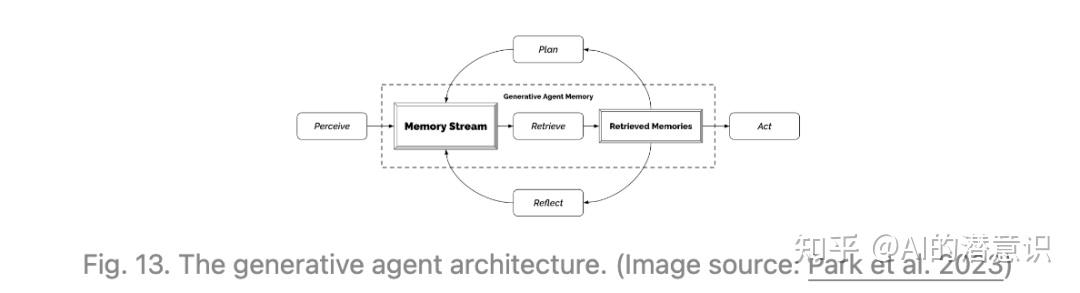 Plan
Generative Agent Memory
Perceive
Memory Stream
Retrieve
Retrieved Memories
Act
Reflect
知乎 @AI的潜意识
Fig. 13. The generative agent architecture. (Image source: Park et al. 2023)